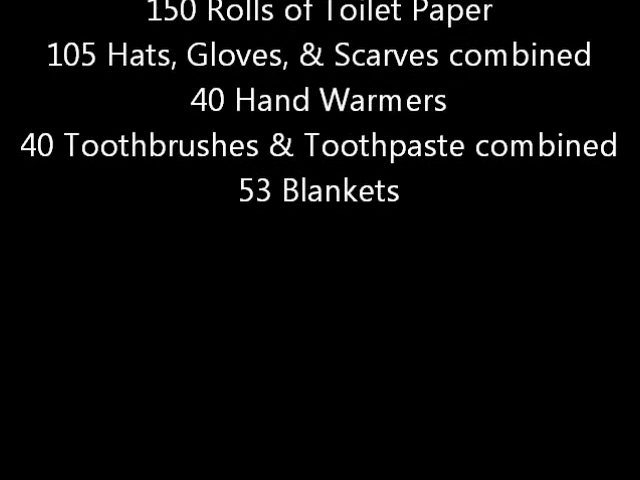 150 Rolls of Toilet Paper
105 Hats, Gloves, & Scarves combined
40 Hand Warmers
40 Toothbrushes & Toothpaste combined
53 Blankets